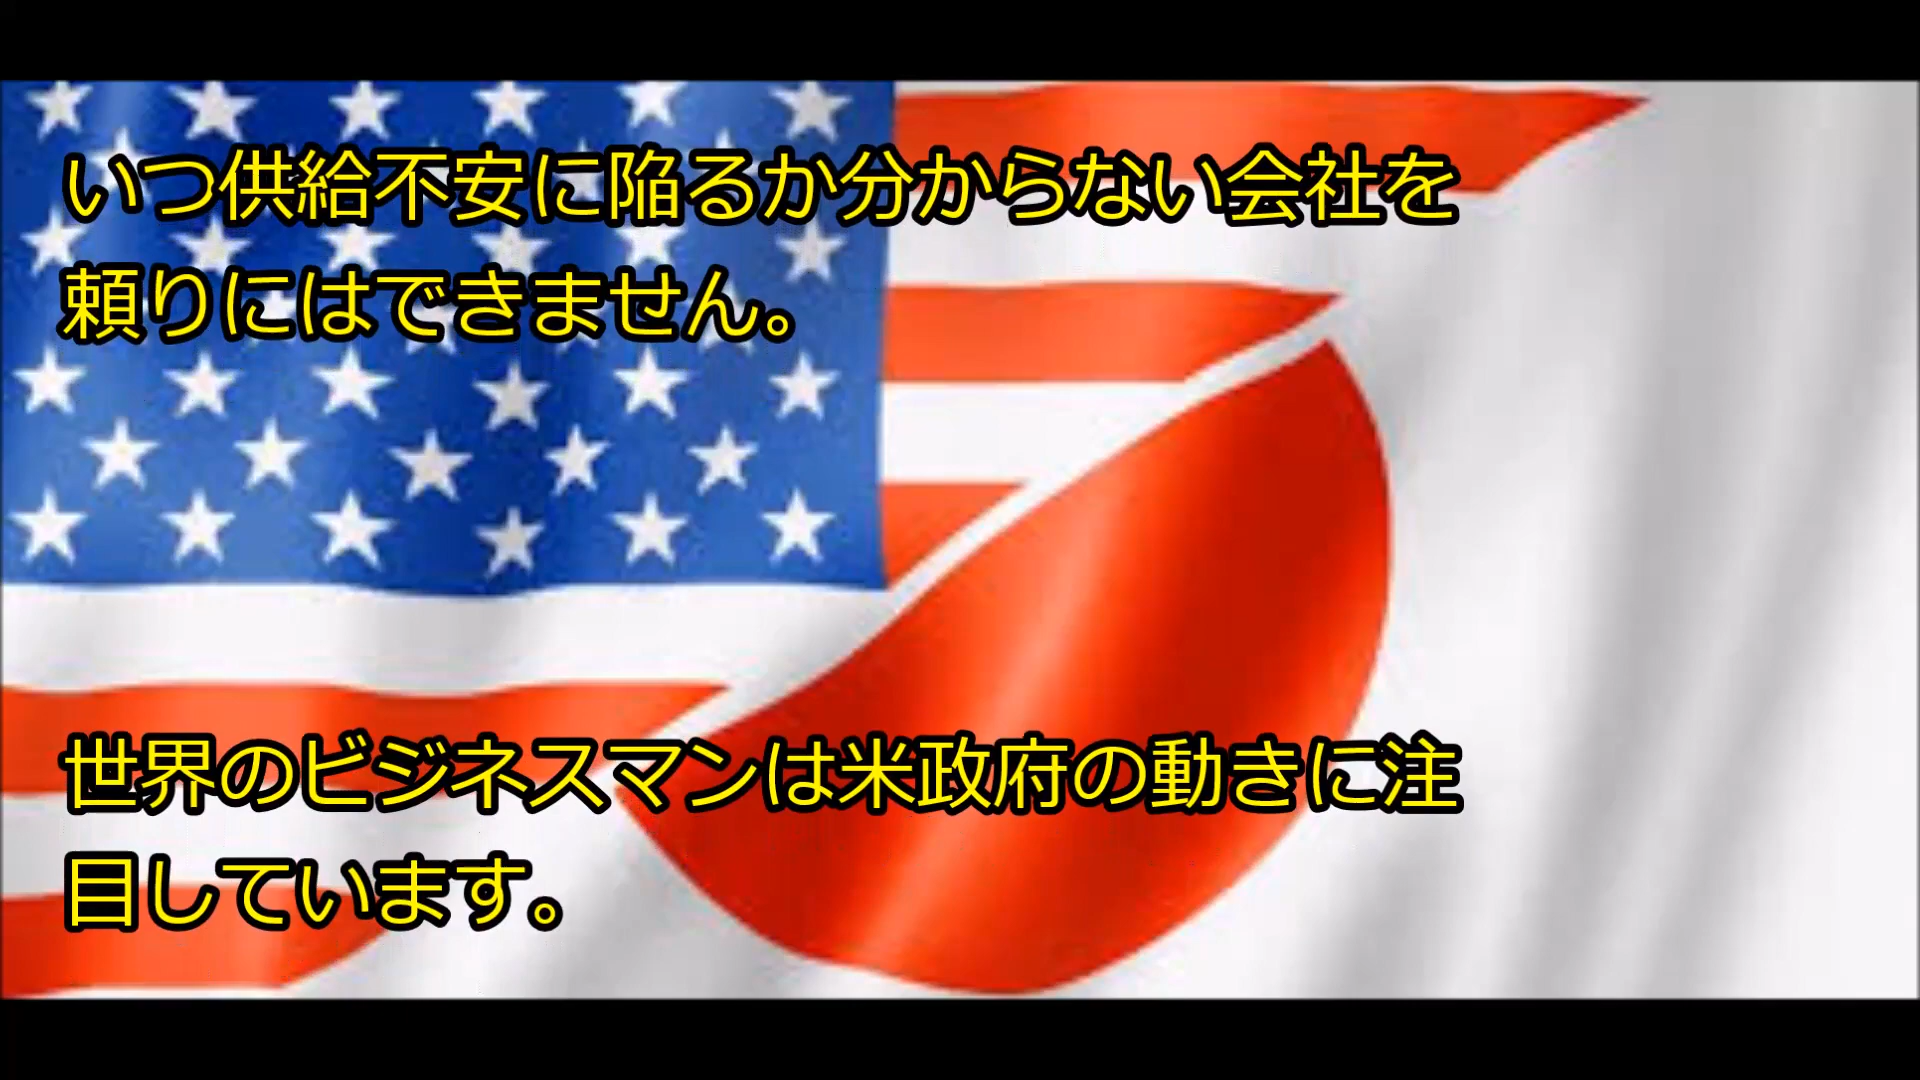 いつ供給不安に陥るか分からない会社を
頼りにはできません。
世界のビジネスマンは米政府の動きに注
目しています。